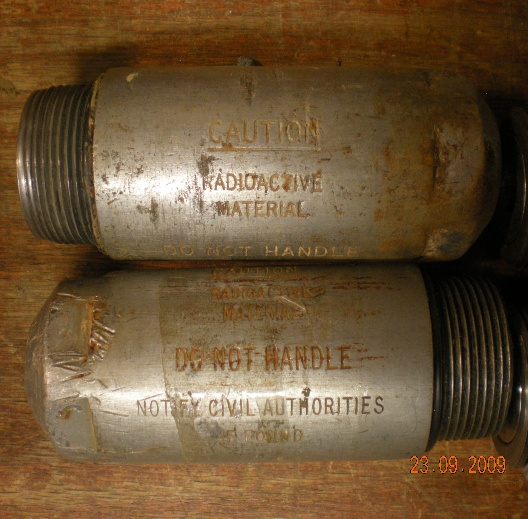 CAUTION
RADIOACTIVE
MATERIAL
DO NOT HANDLE
CAUTION
RADIOACTIVE
MATERIAL
DO NOT HANDLE
NOTIFY CIVIL AUTHORITIES
IF FOUND
23.09.2009